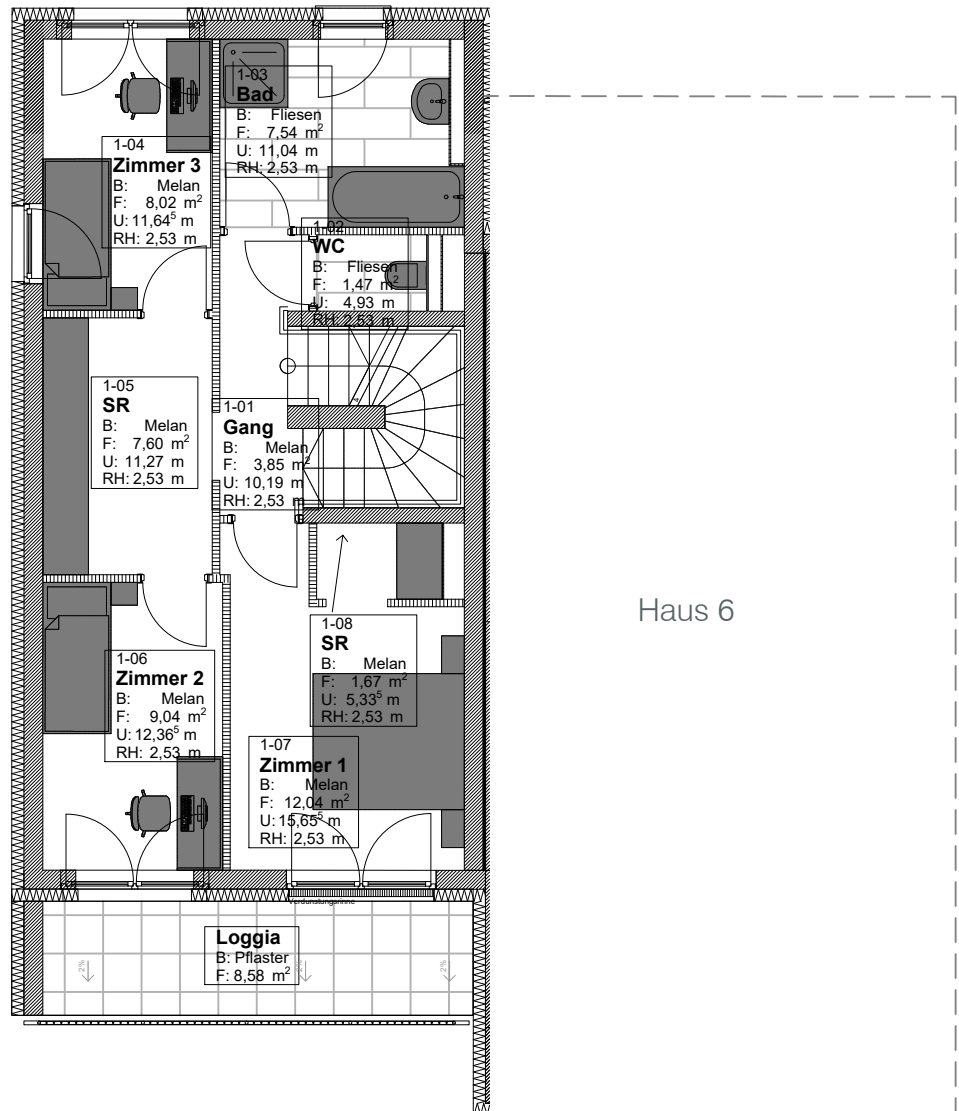 1-03
Bad
B: Fliesen
F: 7,54 m²
U: 11,04 m
RH: 2,53 m
1-04
Zimmer 3
B: Melan
F: 8,02 m²
U: 11,64⁵ m
RH: 2,53 m
1-02
WC
B: Fliesen
F: 1,47 m²
U: 4,93 m
RH: 2,53 m
1-05
SR
B: Melan
F: 7,60 m²
U: 11,27 m
RH: 2,53 m
1-01
Gang
B: Melan
F: 3,85 m²
U: 10,19 m
RH: 2,53 m
Haus 6
1-08
SR
B: Melan
F: 1,67 m²
U: 5,33⁵ m
RH: 2,53 m
1-06
Zimmer 2
B: Melan
F: 9,04 m²
U: 12,36⁵ m
RH: 2,53 m
1-07
Zimmer 1
B: Melan
F: 12,04 m²
U: 15,65⁵ m
RH: 2,53 m
Verdunstungsrinne
Loggia
B: Pflaster
F: 8,58 m²
2%
2%
2%